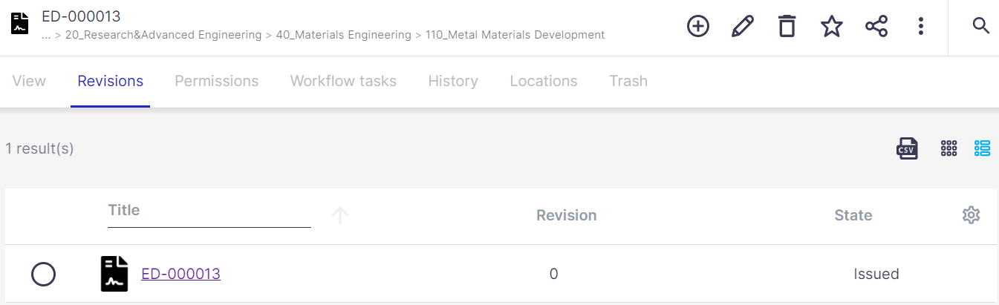 ED-000013
... > 20_Research&Advanced Engineering > 40_Materials Engineering > 110_Metal Materials Development
View Revisions Permissions Workflow tasks History Locations Trash
1 result(s)
CSV
Title Revision State
ED-000013 0 Issued